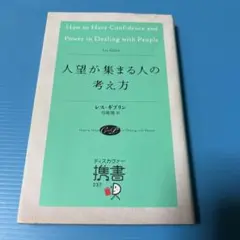 How to Have Confidence and
Power in Dealing with People
人望が集まる人の
考え方
レス・ギブリン
ディスカヴァー
携書